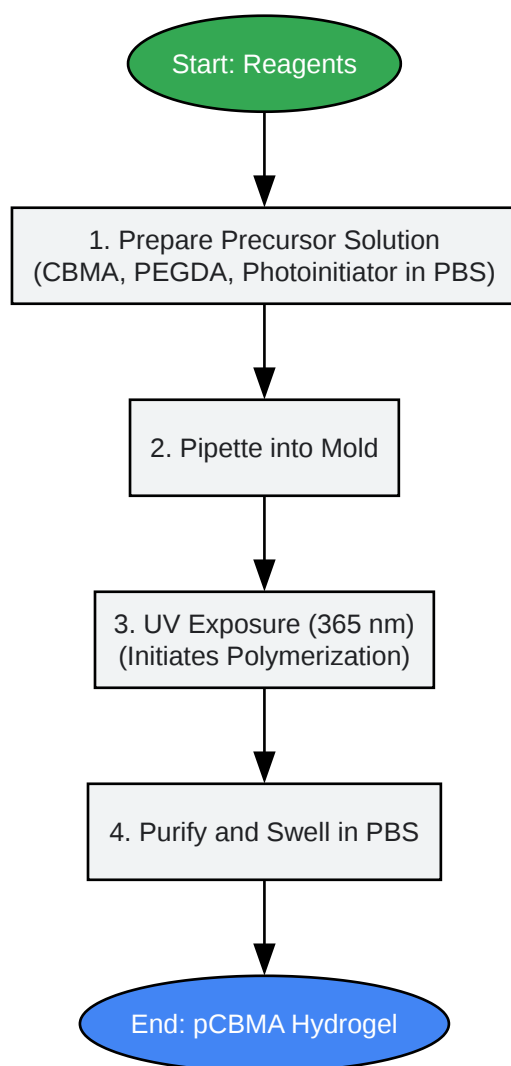 Start: Reagents
1. Prepare Precursor Solution
(CBMA, PEGDA, Photoinitiator in PBS)
2. Pipette into Mold
3. UV Exposure (365 nm)
(Initiates Polymerization)
4. Purify and Swell in PBS
End: pCBMA Hydrogel